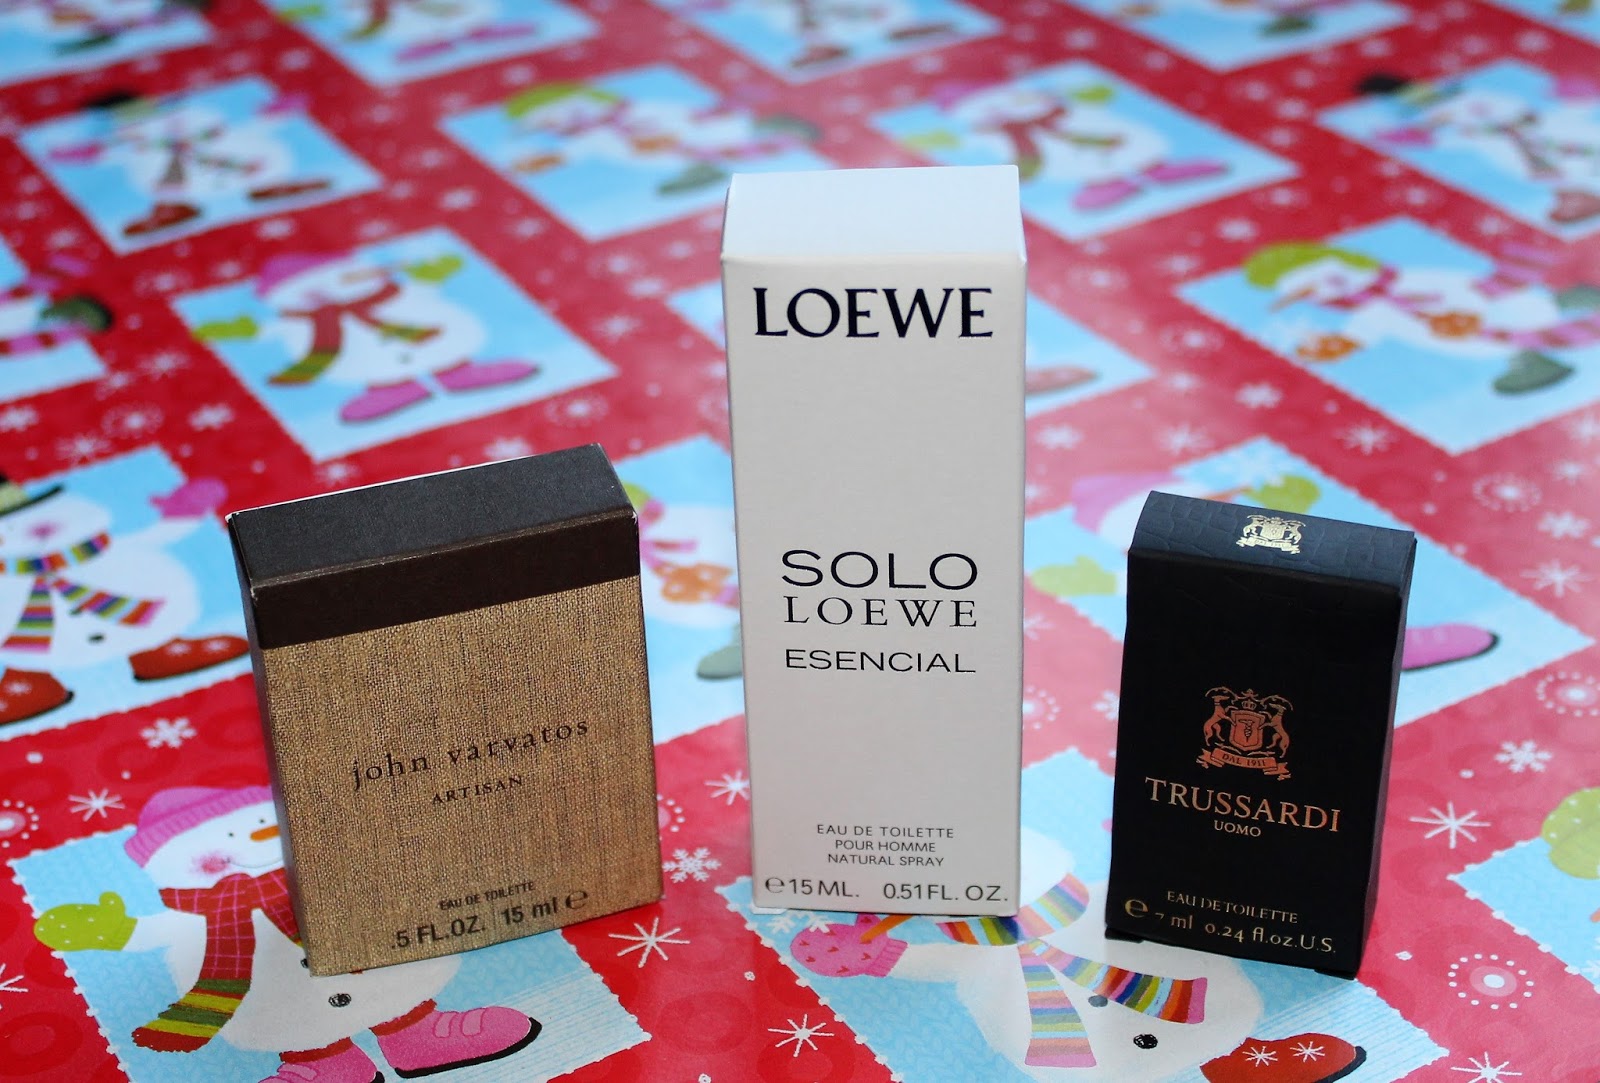 john varvatos
ARTISAN
EAU DE TOILETTE
.5 FL.OZ. 15 ml ℮
LOEWE
SOLO
LOEWE
ESENCIAL
EAU DE TOILETTE
POUR HOMME
NATURAL SPRAY
℮15 ML. 0.51FL. OZ.
DAL 1911
TRUSSARDI
UOMO
EAU DE TOILETTE
℮ 7 ml 0.24 fl.oz.U.S.